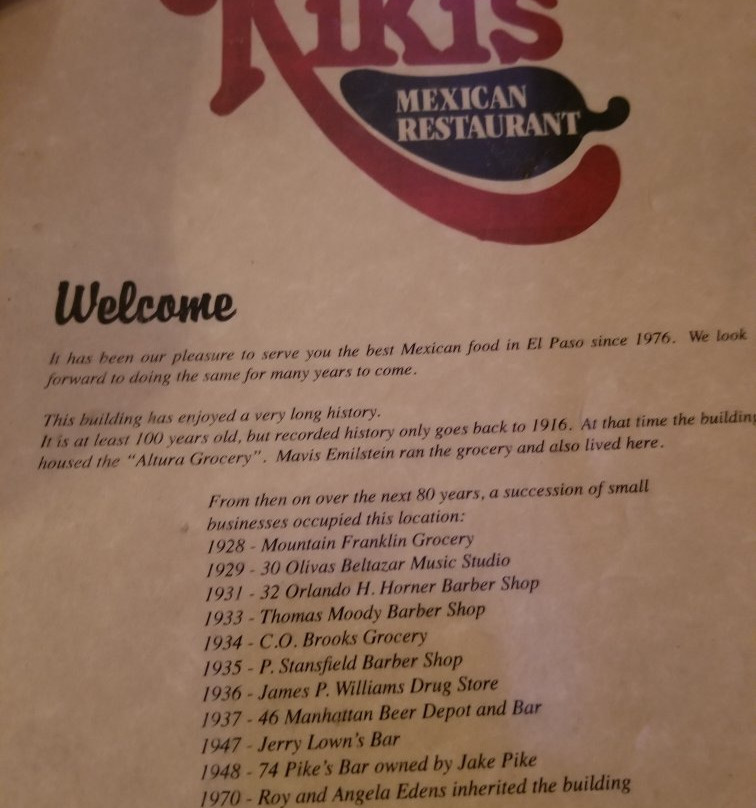 Kikis
MEXICAN
RESTAURANT
Welcome
It has been our pleasure to serve you the best Mexican food in El Paso since 1976. We look
forward to doing the same for many years to come.
This building has enjoyed a very long history.
It is at least 100 years old, but recorded history only goes back to 1916. At that time the building
housed the "Altura Grocery". Mavis Emilstein ran the grocery and also lived here.
From then on over the next 80 years, a succession of small
businesses occupied this location:
1928 - Mountain Franklin Grocery
1929 - 30 Olivas Beltazar Music Studio
1931 - 32 Orlando H. Horner Barber Shop
1933 - Thomas Moody Barber Shop
1934 - C.O. Brooks Grocery
1935 - P. Stansfield Barber Shop
1936 - James P. Williams Drug Store
1937 - 46 Manhattan Beer Depot and Bar
1947 - Jerry Lown's Bar
1948 - 74 Pike's Bar owned by Jake Pike
1970 - Roy and Angela Edens inherited the building